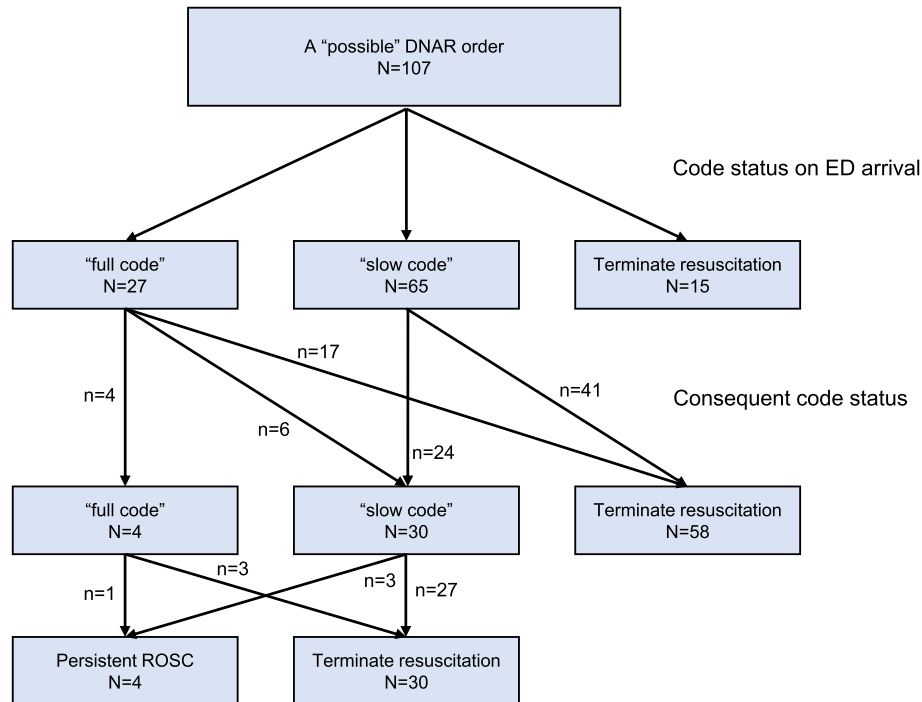 A “possible” DNAR order
N=107
Code status on ED arrival
“full code”
N=27
“slow code”
N=65
Terminate resuscitation
N=15
n=17
n=4
n=41
Consequent code status
n=6
n=24
“full code”
N=4
“slow code”
N=30
Terminate resuscitation
N=58
n=3
n=3
n=1
n=27
Persistent ROSC
N=4
Terminate resuscitation
N=30